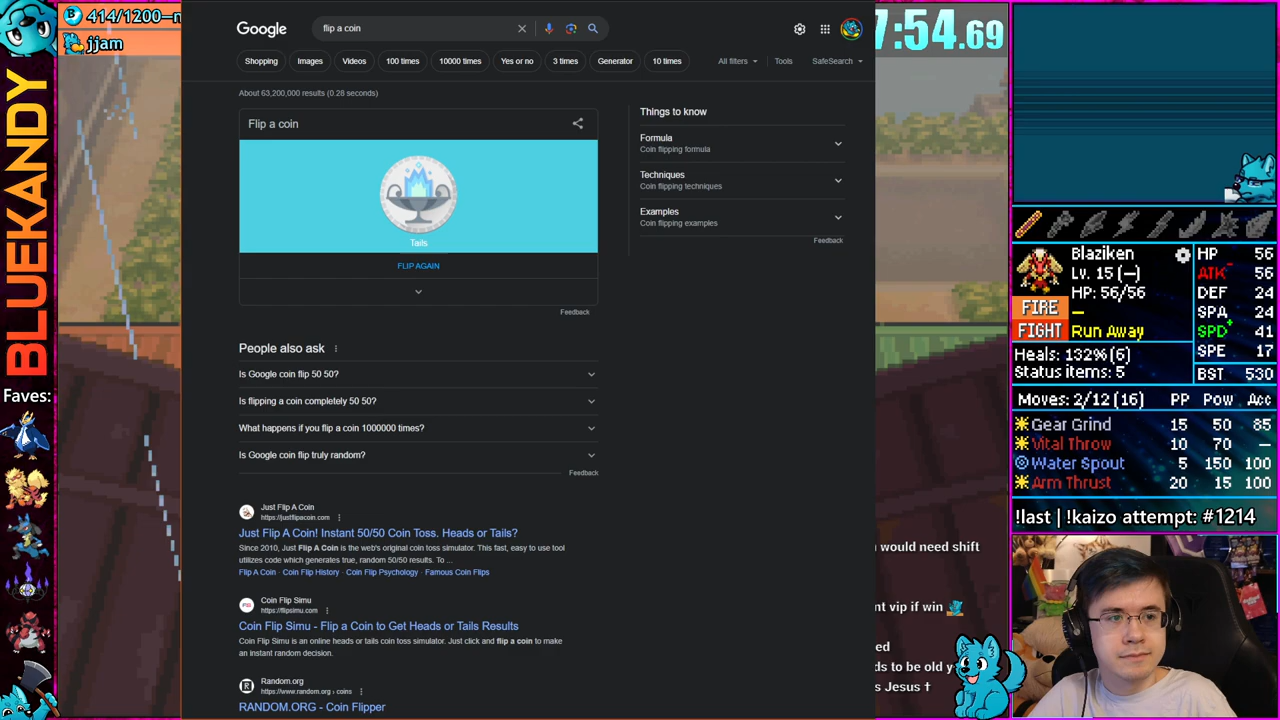 414/1200
jjam
BLUEKANDY
Faves:
Google
flip a coin
Shopping
Images
Videos
100 times
10000 times
Yes or no
3 times
Generator
10 times
All filters
Tools
SafeSearch
About 63,200,000 results (0.28 seconds)
Flip a coin
Tails
FLIP AGAIN
Feedback
People also ask
Is Google coin flip 50 50?
Is flipping a coin completely 50 50?
What happens if you flip a coin 1000000 times?
Is Google coin flip truly random?
Feedback
Just Flip A Coin
https://justflipacoin.com
Just Flip A Coin! Instant 50/50 Coin Toss. Heads or Tails?
Since 2010, Just Flip A Coin is the web's original coin toss simulator. This fast, easy to use tool
utilizes code which generates true, random 50/50 results. To ...
Flip A Coin · Coin Flip History · Coin Flip Psychology · Famous Coin Flips
FS
Coin Flip Simu
https://flipsimu.com
Coin Flip Simu - Flip a Coin to Get Heads or Tails Results
Coin Flip Simu is an online heads or tails coin toss simulator. Just click and flip a coin to make
an instant random decision.
R
Random.org
https://www.random.org › coins
RANDOM.ORG - Coin Flipper
Things to know
Formula
Coin flipping formula
Techniques
Coin flipping techniques
Examples
Coin flipping examples
Feedback
7:54.69
Blaziken
Lv. 15 (—)
HP: 56/56
FIRE
—
FIGHT
Run Away
Heals: 132% (6)
Status items: 5
HP 56
ATK 56
DEF 24
SPA 24
SPD 41
SPE 17
BST 530
Moves: 2/12 (16) PP Pow Acc
Gear Grind 15 50 85
Vital Throw 10 70 —
Water Spout 5 150 100
Arm Thrust 20 15 100
!last | !kaizo attempt: #1214
would need shift
vip if win
to be old
Jesus †